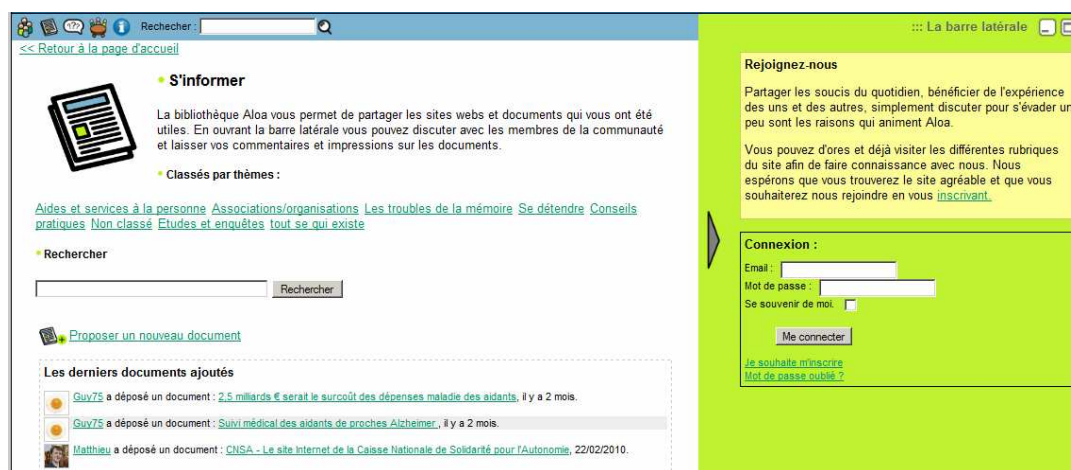 Rechecher :
::: La barre latérale
<< Retour à la page d'accueil
S'informer
La bibliothèque Aloa vous permet de partager les sites webs et documents qui vous ont été
utiles. En ouvrant la barre latérale vous pouvez discuter avec les membres de la communauté
et laisser vos commentaires et impressions sur les documents.
Classés par thèmes :
Aides et services à la personne Associations/organisations Les troubles de la mémoire Se détendre Conseils
pratiques Non classé Etudes et enquêtes tout se qui existe
Rechercher
Rechercher
Proposer un nouveau document
Les derniers documents ajoutés
Guy75 a déposé un document : 2,5 milliards € serait le surcoût des dépenses maladie des aidants, il y a 2 mois.
Guy75 a déposé un document : Suivi médical des aidants de proches Alzheimer , il y a 2 mois.
Matthieu a déposé un document : CNSA - Le site Internet de la Caisse Nationale de Solidarité pour l'Autonomie, 22/02/2010.
Rejoignez-nous
Partager les soucis du quotidien, bénéficier de l'expérience
des uns et des autres, simplement discuter pour s'évader un
peu sont les raisons qui animent Aloa.
Vous pouvez d'ores et déjà visiter les différentes rubriques
du site afin de faire connaissance avec nous. Nous
espérons que vous trouverez le site agréable et que vous
souhaiterez nous rejoindre en vous inscrivant.
Connexion :
Email :
Mot de passe :
Se souvenir de moi.
Me connecter
Je souhaite m'inscrire
Mot de passe oublié ?